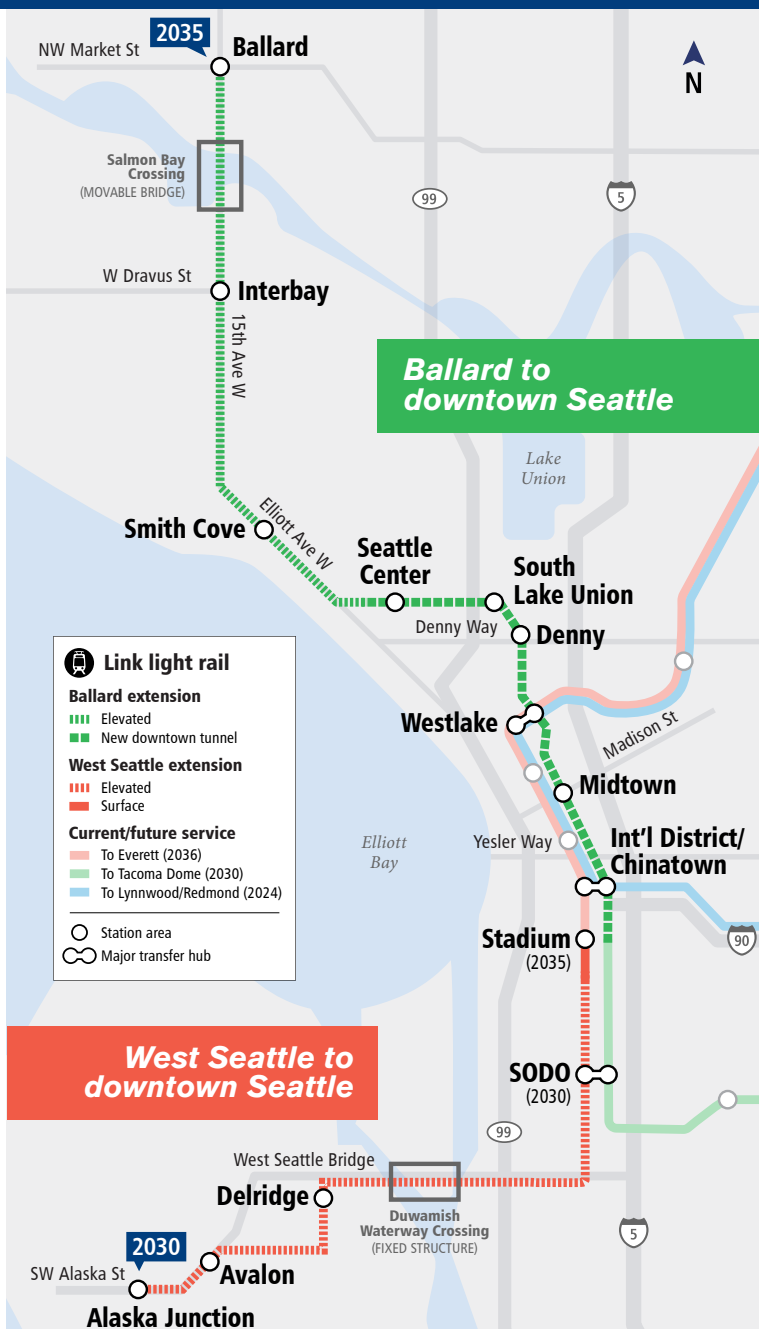 2035
Ballard
NW Market St
N
Salmon Bay
Crossing
(MOVABLE BRIDGE)
99
5
W Dravus St
Interbay
15th Ave W
Ballard to
downtown Seattle
Lake
Union
Smith Cove
Elliott Ave W
Seattle
Center
South
Lake Union
Denny Way
Denny
Link light rail
Ballard extension
Elevated
New downtown tunnel
West Seattle extension
Elevated
Surface
Current/future service
To Everett (2036)
To Tacoma Dome (2030)
To Lynnwood/Redmond (2024)
Station area
Major transfer hub
Westlake
Madison St
Midtown
Elliott
Bay
Yesler Way
Int'l District/
Chinatown
Stadium
(2035)
90
West Seattle to
downtown Seattle
SODO
(2030)
99
West Seattle Bridge
Delridge
Duwamish
Waterway Crossing
(FIXED STRUCTURE)
5
2030
SW Alaska St
Avalon
Alaska Junction